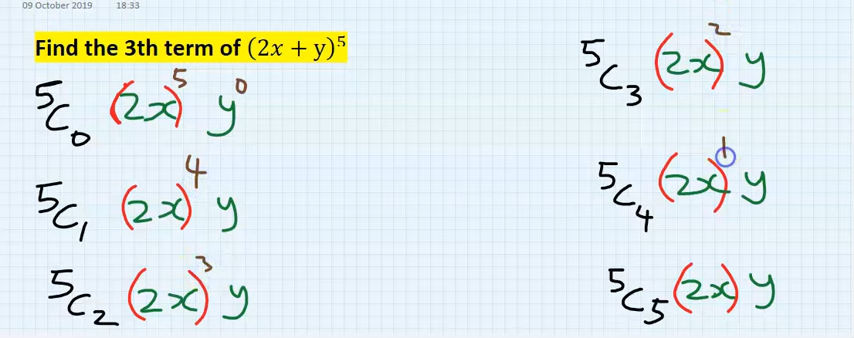 09 October 2019 18:33
Find the 3th term of (2x + y)⁵
⁵C₀ (2x)⁵ y⁰
⁵C₁ (2x)⁴ y
⁵C₂ (2x)³ y
⁵C₃ (2x)² y
⁵C₄ (2x)¹ y
⁵C₅ (2x) y